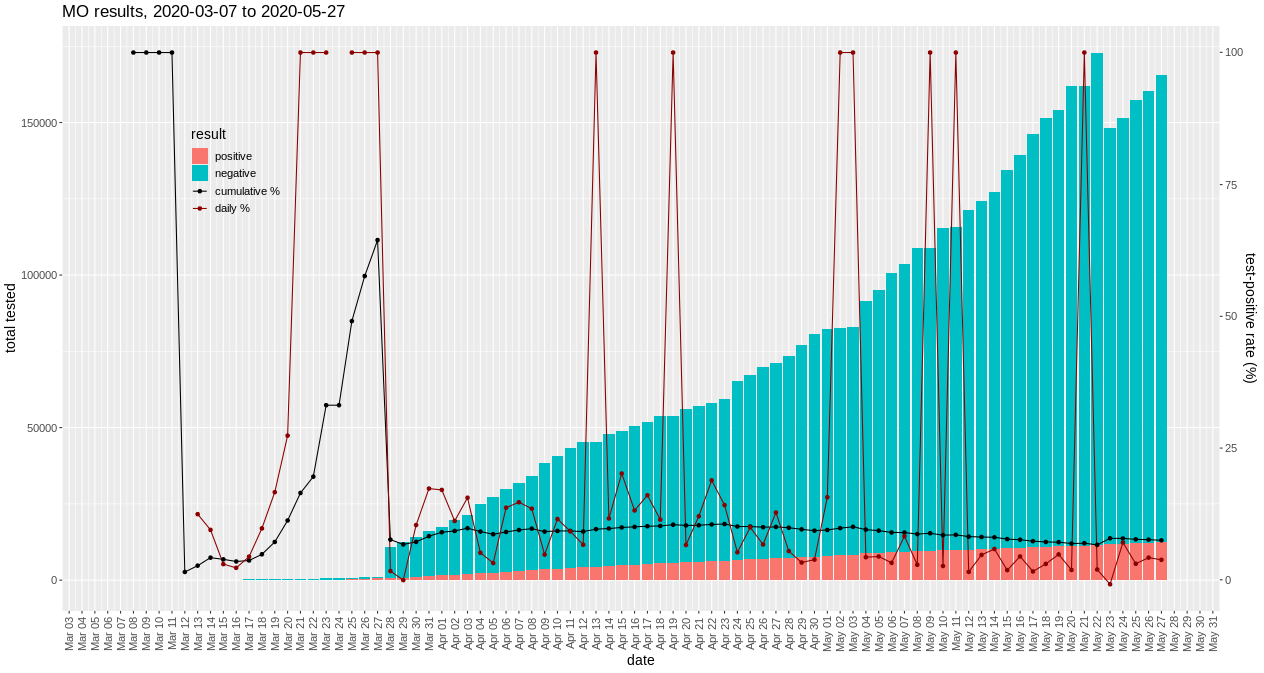 MO results, 2020-03-07 to 2020-05-27
150000
100000
50000
0
total tested
result
positive
negative
cumulative %
daily %
100
75
50
25
0
test-positive rate (%)
Mar 03
Mar 04
Mar 05
Mar 06
Mar 07
Mar 08
Mar 09
Mar 10
Mar 11
Mar 12
Mar 13
Mar 14
Mar 15
Mar 16
Mar 17
Mar 18
Mar 19
Mar 20
Mar 21
Mar 22
Mar 23
Mar 24
Mar 25
Mar 26
Mar 27
Mar 28
Mar 29
Mar 30
Mar 31
Apr 01
Apr 02
Apr 03
Apr 04
Apr 05
Apr 06
Apr 07
Apr 08
Apr 09
Apr 10
Apr 11
Apr 12
Apr 13
Apr 14
Apr 15
Apr 16
Apr 17
Apr 18
Apr 19
Apr 20
Apr 21
Apr 22
Apr 23
Apr 24
Apr 25
Apr 26
Apr 27
Apr 28
Apr 29
Apr 30
May 01
May 02
May 03
May 04
May 05
May 06
May 07
May 08
May 09
May 10
May 11
May 12
May 13
May 14
May 15
May 16
May 17
May 18
May 19
May 20
May 21
May 22
May 23
May 24
May 25
May 26
May 27
May 28
May 29
May 30
May 31
date